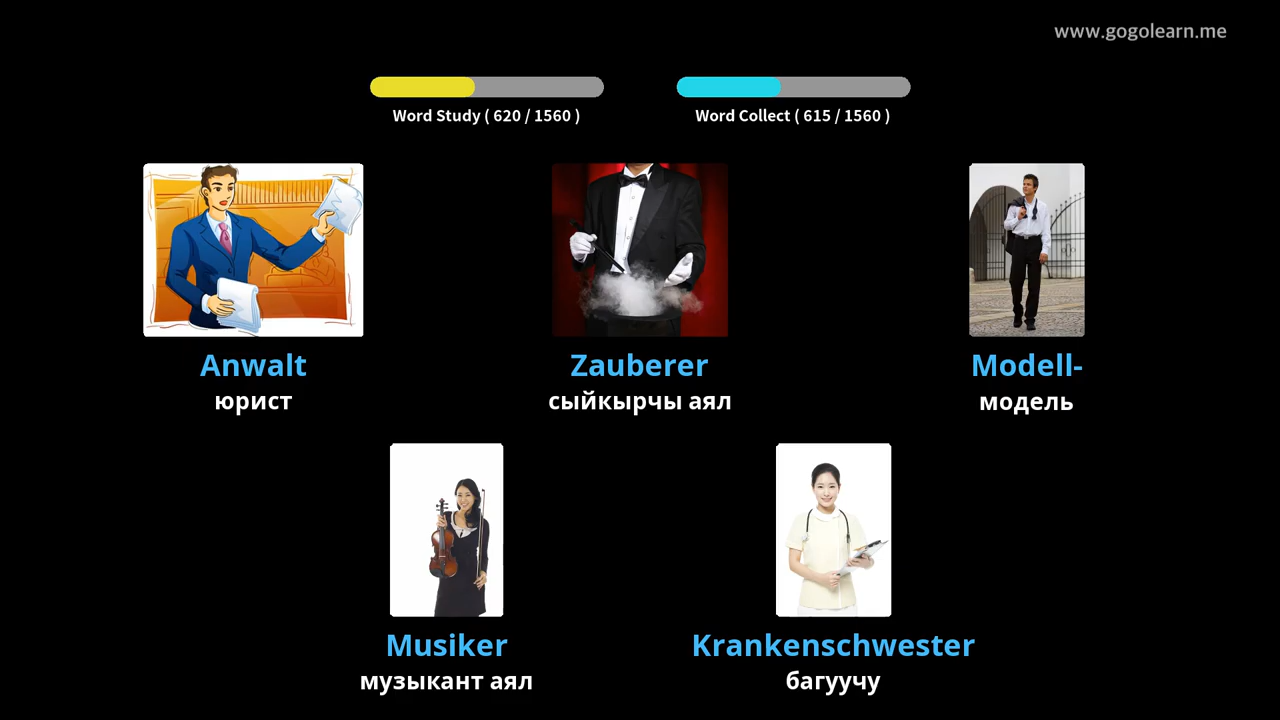 www.gogolearn.me
Word Study ( 620 / 1560 )
Word Collect ( 615 / 1560 )
Anwalt
юрист
Zauberer
сыйкырчы аял
Modell-
модель
Musiker
музыкант аял
Krankenschwester
багуучу